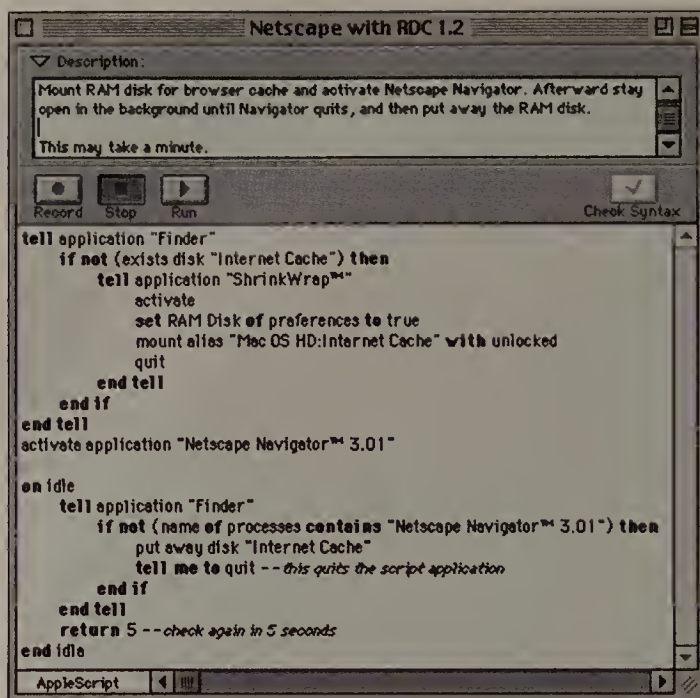 Netscape with RDC 1.2
Description:
Mount RAM disk for browser cache and activate Netscape Navigator. Afterward stay
open in the background until Navigator quits, and then put away the RAM disk.
This may take a minute.
Record Stop Run Check Syntax
tell application "Finder"
if not (exists disk "Internet Cache") then
tell application "ShrinkWrap™"
activate
set RAM Disk of preferences to true
mount alias "Mac OS HD:Internet Cache" with unlocked
quit
end tell
end if
end tell
activate application "Netscape Navigator™ 3.01"
on idle
tell application "Finder"
if not (name of processes contains "Netscape Navigator™ 3.01") then
put away disk "Internet Cache"
tell me to quit --this quits the script application
end if
end tell
return 5 --check again in 5 seconds
end idle
AppleScript